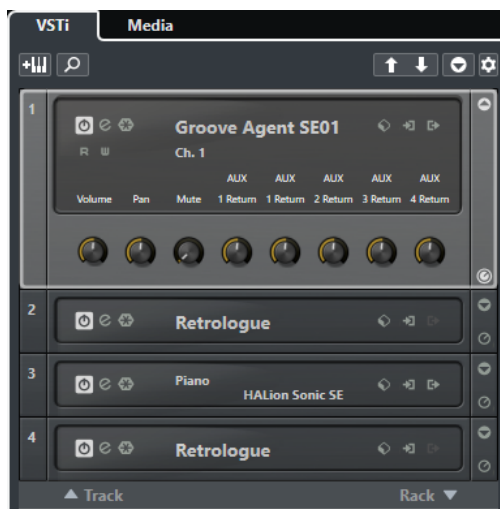 VSTi Media
1
Groove Agent SE01
R W Ch. 1
AUX AUX AUX AUX AUX
Volume Pan Mute 1 Return 1 Return 2 Return 3 Return 4 Return
2
Retrologue
3
Piano
HALion Sonic SE
4
Retrologue
Track Rack